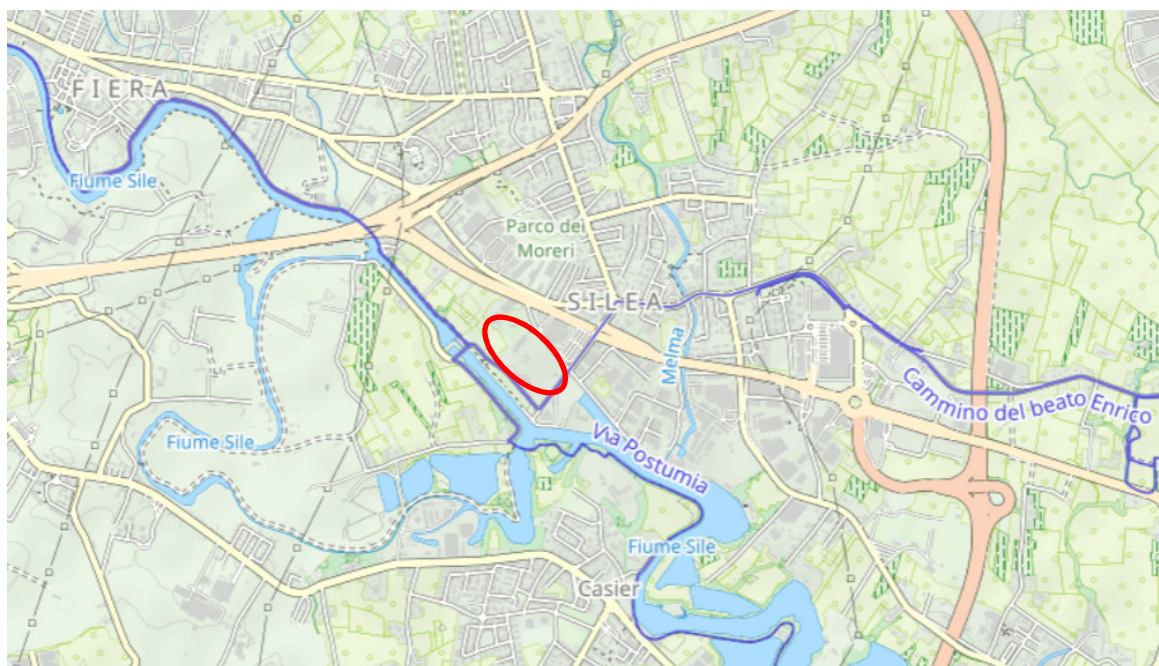 FIERA
Fiume Sile
Parco dei
Moreri
SILEA
Melma
Cammino del beato Enrico
Fiume Sile
Via Postumia
Fiume Sile
Casier